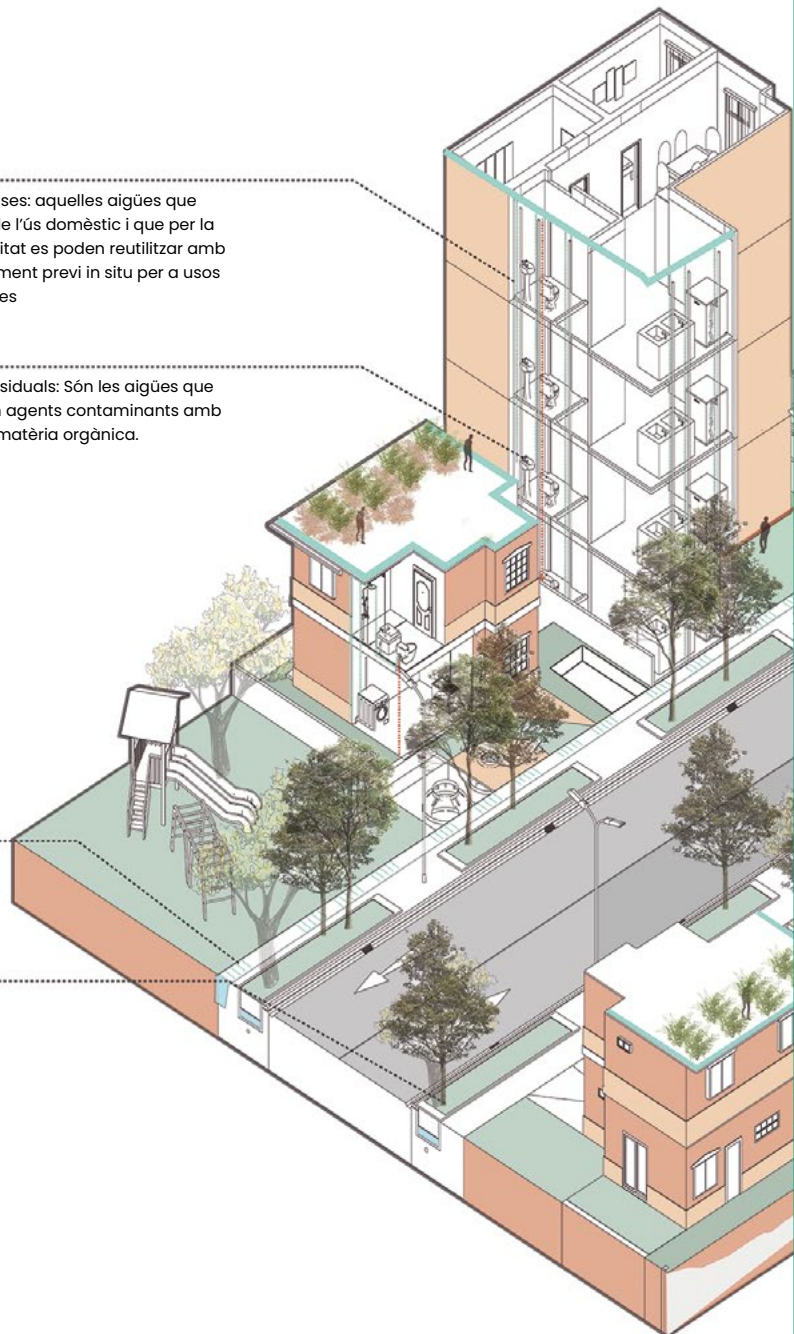 ses: aquelles aigües que
le l'ús domèstic i que per la
itat es poden reutilitzar amb
ment previ in situ per a usos
es
siduals: Són les aigües que
n agents contaminants amb
matèria orgànica.